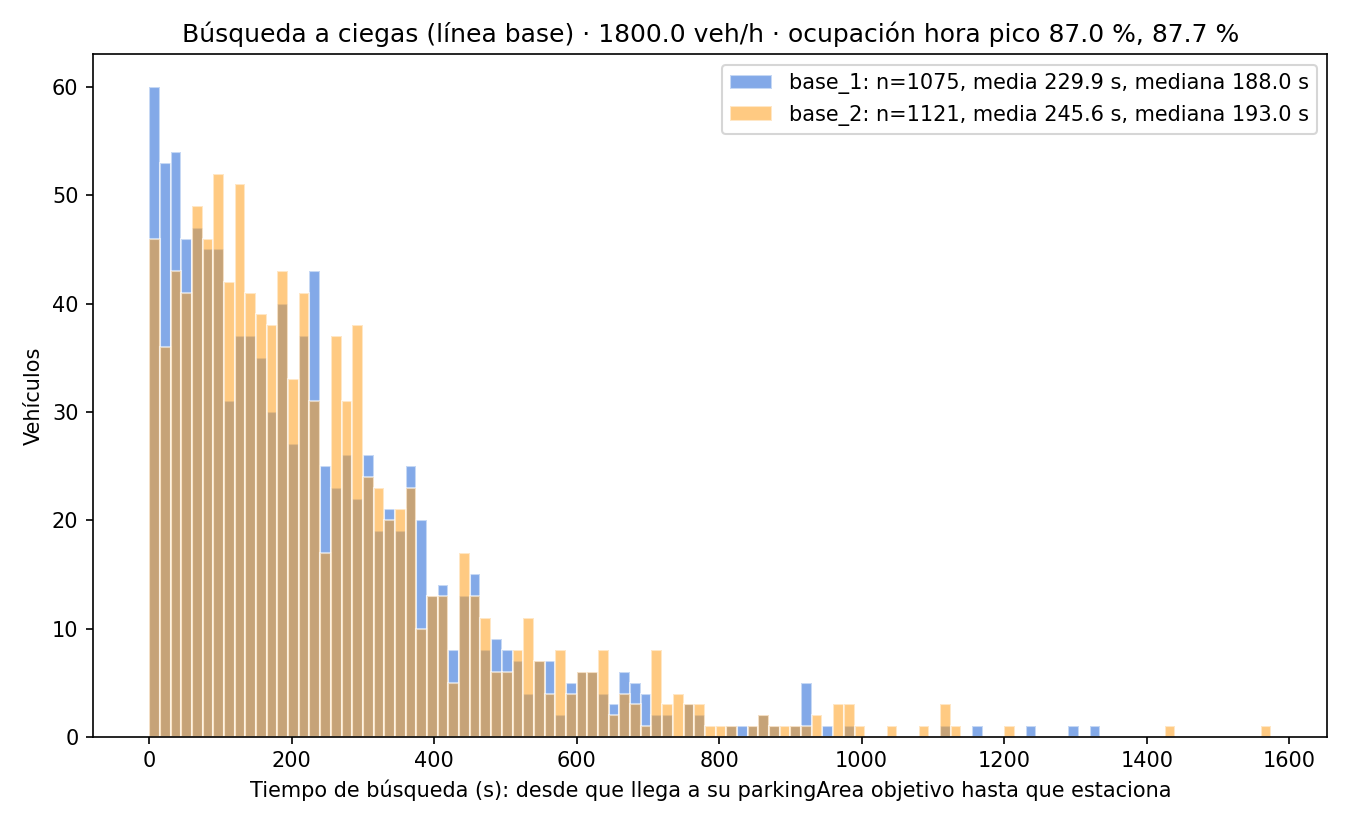 Búsqueda a ciegas (línea base) · 1800.0 veh/h · ocupación hora pico 87.0 %, 87.7 %
base_1: n=1075, media 229.9 s, mediana 188.0 s
base_2: n=1121, media 245.6 s, mediana 193.0 s
Vehículos
60
50
40
30
20
10
0
0 200 400 600 800 1000 1200 1400 1600
Tiempo de búsqueda (s): desde que llega a su parkingArea objetivo hasta que estaciona